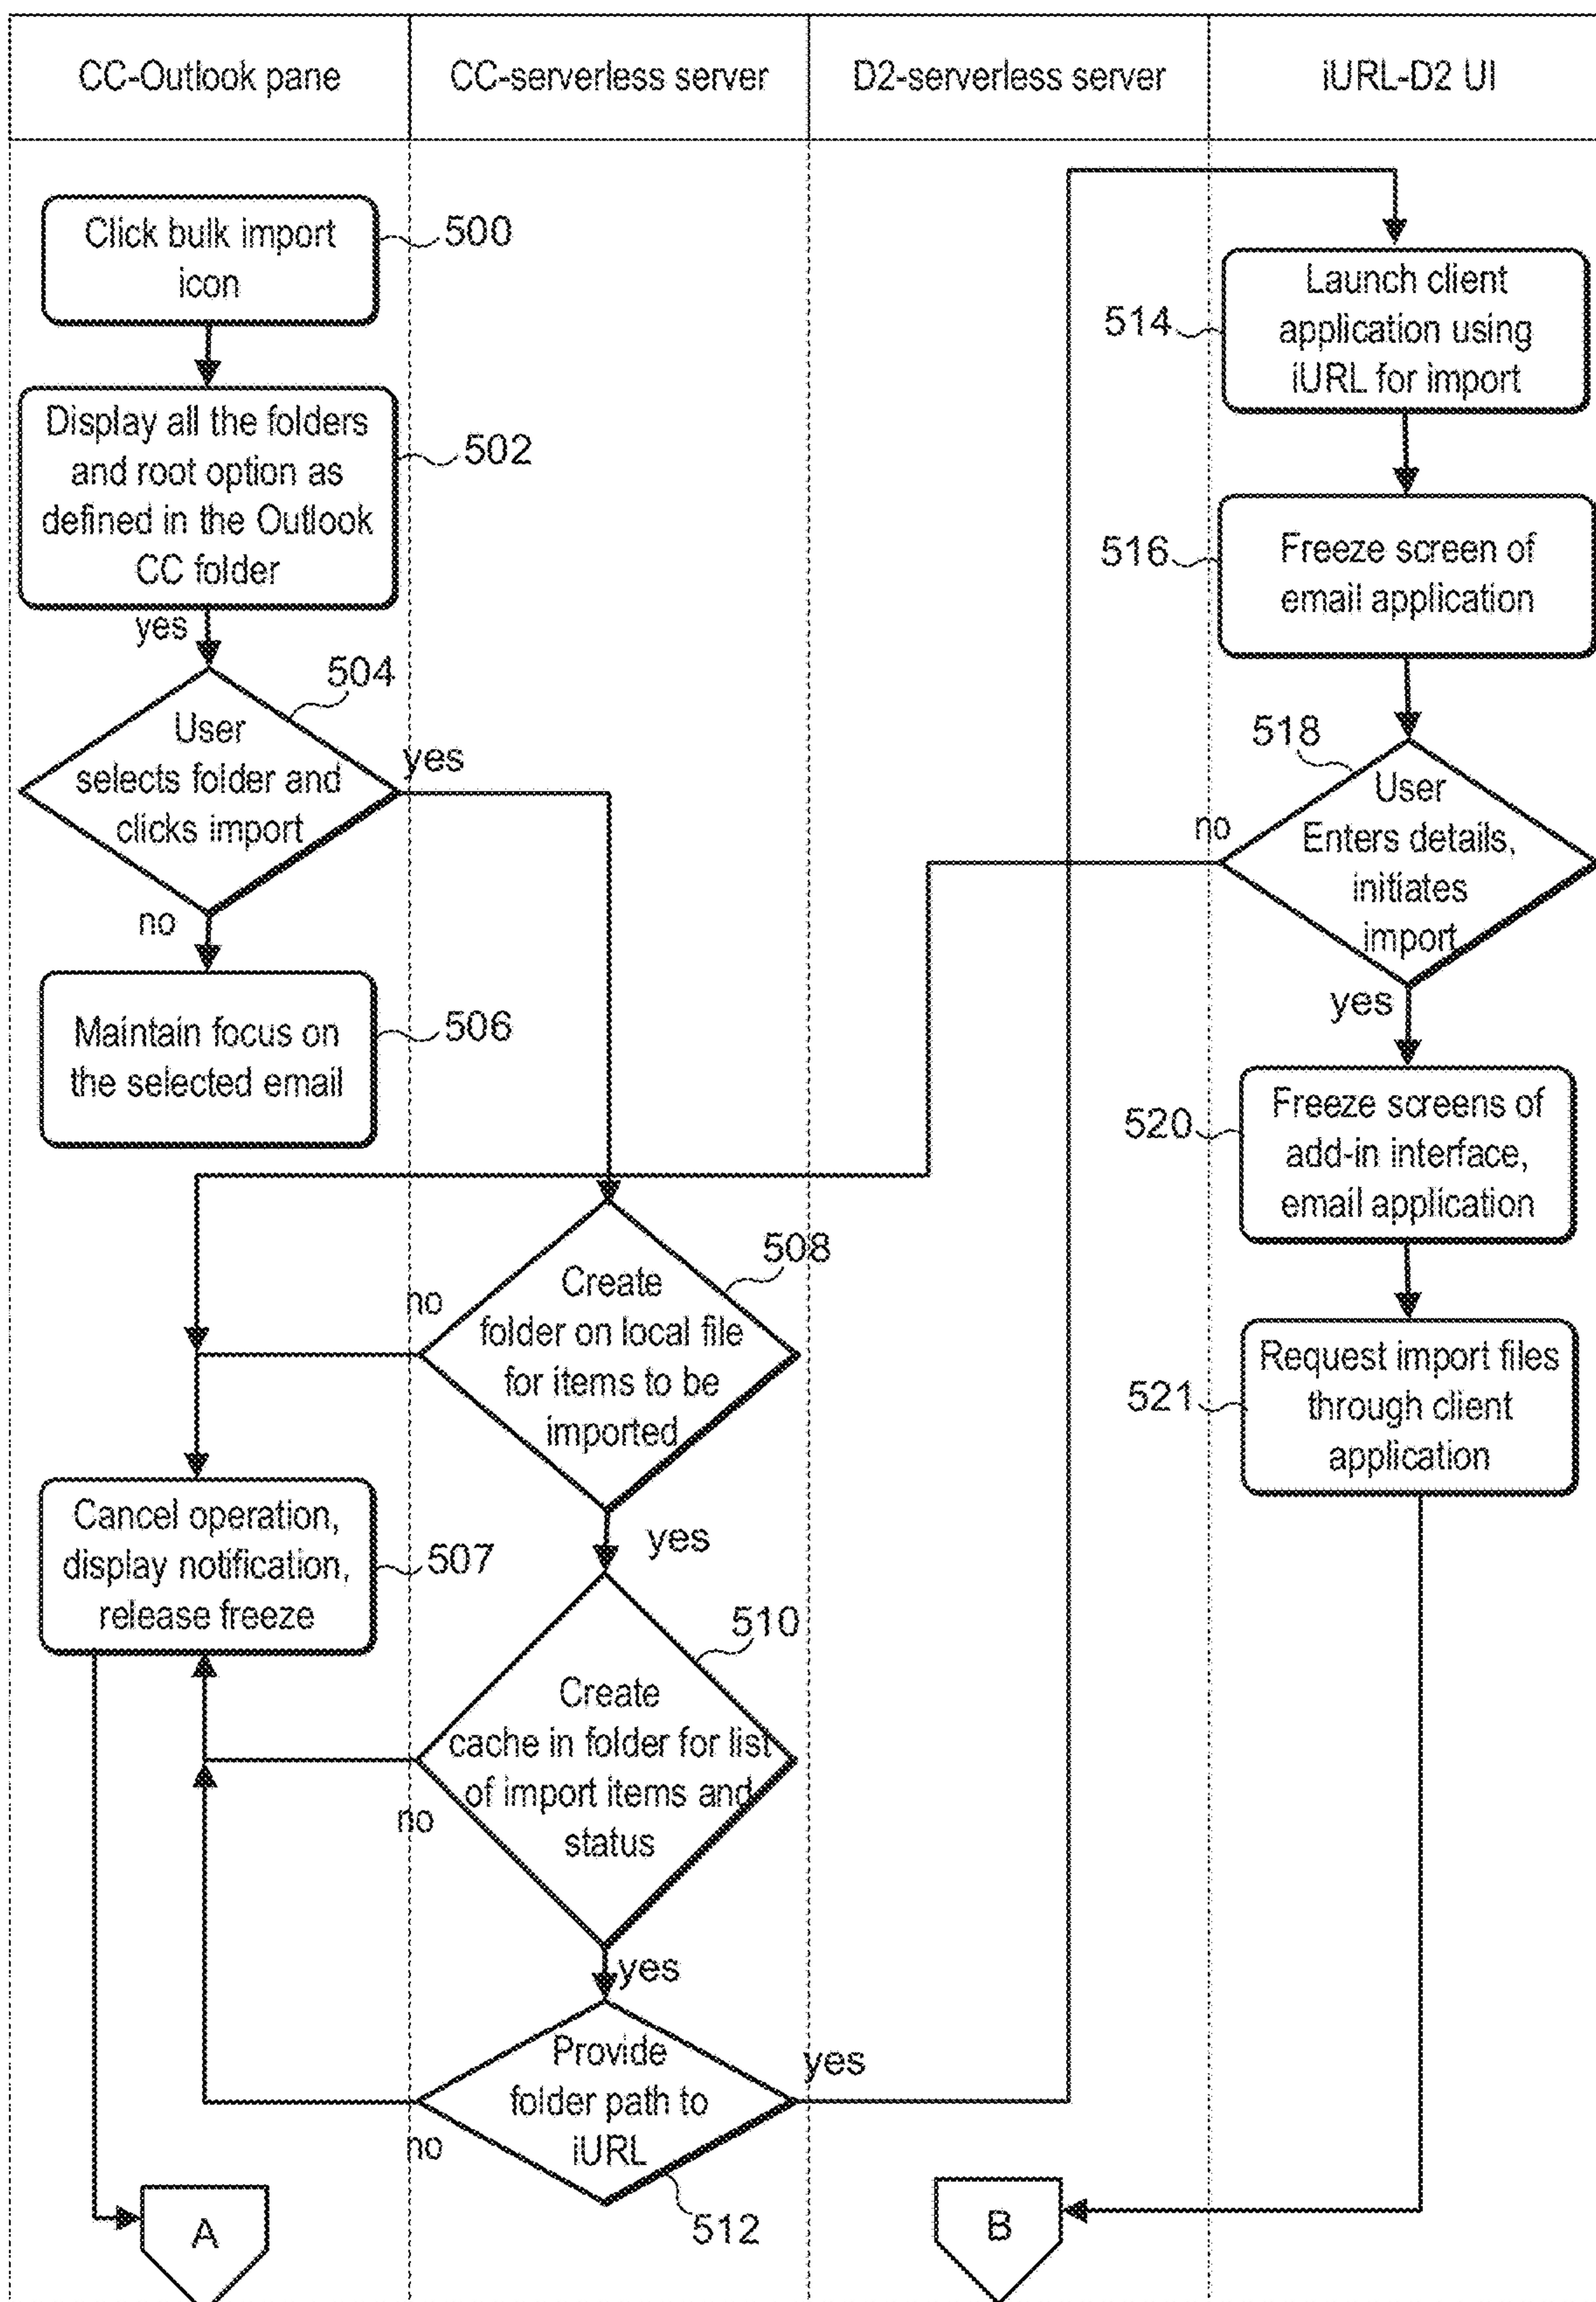 CC-Outlook pane
CC-serverless server
D2-serverless server
iURL-D2 UI
Click bulk import
icon
500
Display all the folders
and root option as
defined in the Outlook
CC folder
502
yes
504
User
selects folder and
clicks import
yes
no
Maintain focus on
the selected email
506
508
Create
folder on local file
for items to be
imported
no
yes
Cancel operation,
display notification,
release freeze
507
510
Create
cache in folder for list
of import items and
status
no
yes
Provide
folder path to
iURL
yes
no
512
A
Launch client
application using
iURL for import
514
Freeze screen of
email application
516
518
User
Enters details,
initiates
import
no
yes
Freeze screens of
add-in interface,
email application
520
Request import files
through client
application
521
B